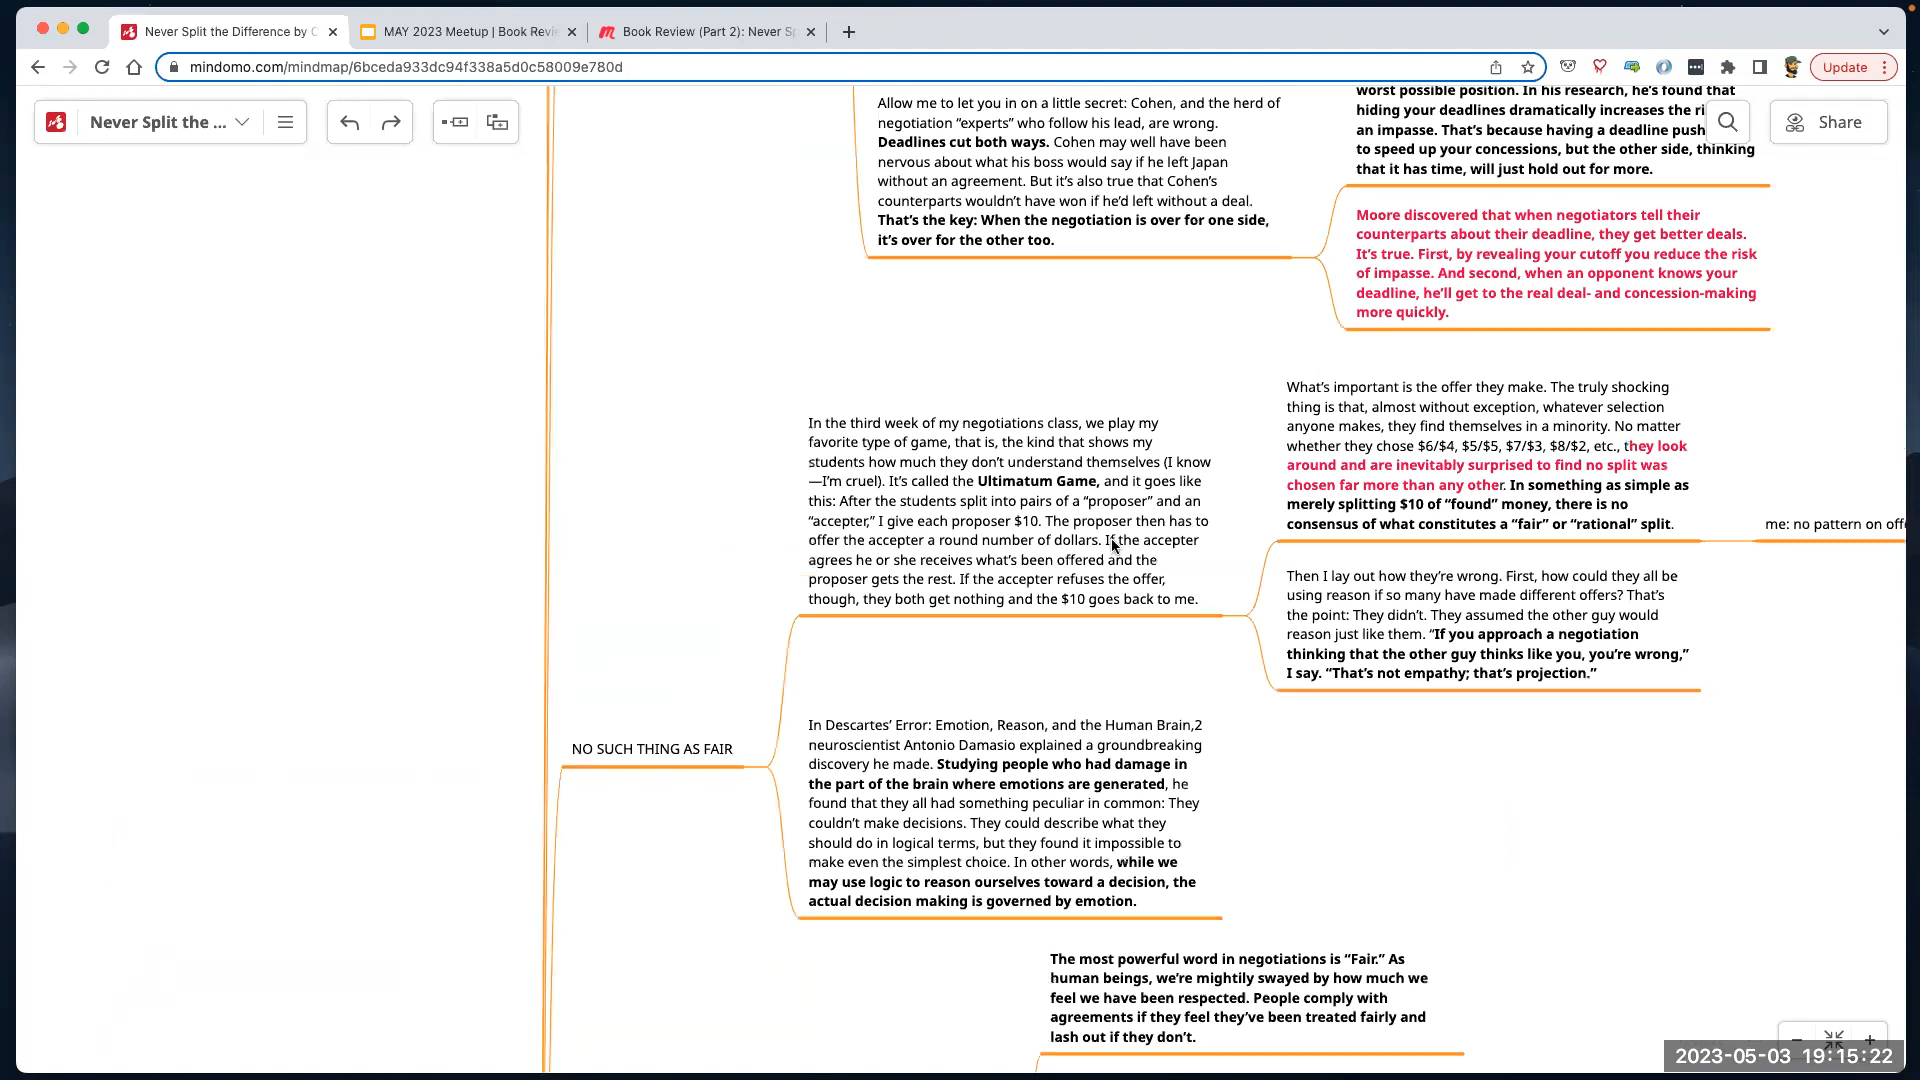 Never Split the Difference by C
MAY 2023 Meetup | Book Revie
Book Review (Part 2): Never Sp
mindomo.com/mindmap/6bceda933dc94f338a5d0c58009e780d
Update
Never Split the ...
Share
Allow me to let you in on a little secret: Cohen, and the herd of
negotiation “experts” who follow his lead, are wrong.
Deadlines cut both ways. Cohen may well have been
nervous about what his boss would say if he left Japan
without an agreement. But it’s also true that Cohen’s
counterparts wouldn’t have won if he’d left without a deal.
That’s the key: When the negotiation is over for one side,
it’s over for the other too.
worst possible position. In his research, he’s found that
hiding your deadlines dramatically increases the ri
an impasse. That’s because having a deadline push
to speed up your concessions, but the other side, thinking
that it has time, will just hold out for more.
Moore discovered that when negotiators tell their
counterparts about their deadline, they get better deals.
It’s true. First, by revealing your cutoff you reduce the risk
of impasse. And second, when an opponent knows your
deadline, he’ll get to the real deal- and concession-making
more quickly.
NO SUCH THING AS FAIR
In the third week of my negotiations class, we play my
favorite type of game, that is, the kind that shows my
students how much they don’t understand themselves (I know
—I’m cruel). It’s called the Ultimatum Game, and it goes like
this: After the students split into pairs of a “proposer” and an
“accepter,” I give each proposer $10. The proposer then has to
offer the accepter a round number of dollars. If the accepter
agrees he or she receives what’s been offered and the
proposer gets the rest. If the accepter refuses the offer,
though, they both get nothing and the $10 goes back to me.
What’s important is the offer they make. The truly shocking
thing is that, almost without exception, whatever selection
anyone makes, they find themselves in a minority. No matter
whether they chose $6/$4, $5/$5, $7/$3, $8/$2, etc., they look
around and are inevitably surprised to find no split was
chosen far more than any other. In something as simple as
merely splitting $10 of “found” money, there is no
consensus of what constitutes a “fair” or “rational” split.
me: no pattern on off
Then I lay out how they’re wrong. First, how could they all be
using reason if so many have made different offers? That’s
the point: They didn’t. They assumed the other guy would
reason just like them. “If you approach a negotiation
thinking that the other guy thinks like you, you’re wrong,”
I say. “That’s not empathy; that’s projection.”
In Descartes’ Error: Emotion, Reason, and the Human Brain,2
neuroscientist Antonio Damasio explained a groundbreaking
discovery he made. Studying people who had damage in
the part of the brain where emotions are generated, he
found that they all had something peculiar in common: They
couldn’t make decisions. They could describe what they
should do in logical terms, but they found it impossible to
make even the simplest choice. In other words, while we
may use logic to reason ourselves toward a decision, the
actual decision making is governed by emotion.
The most powerful word in negotiations is “Fair.” As
human beings, we’re mightily swayed by how much we
feel we have been respected. People comply with
agreements if they feel they’ve been treated fairly and
lash out if they don’t.
2023-05-03 19:15:22